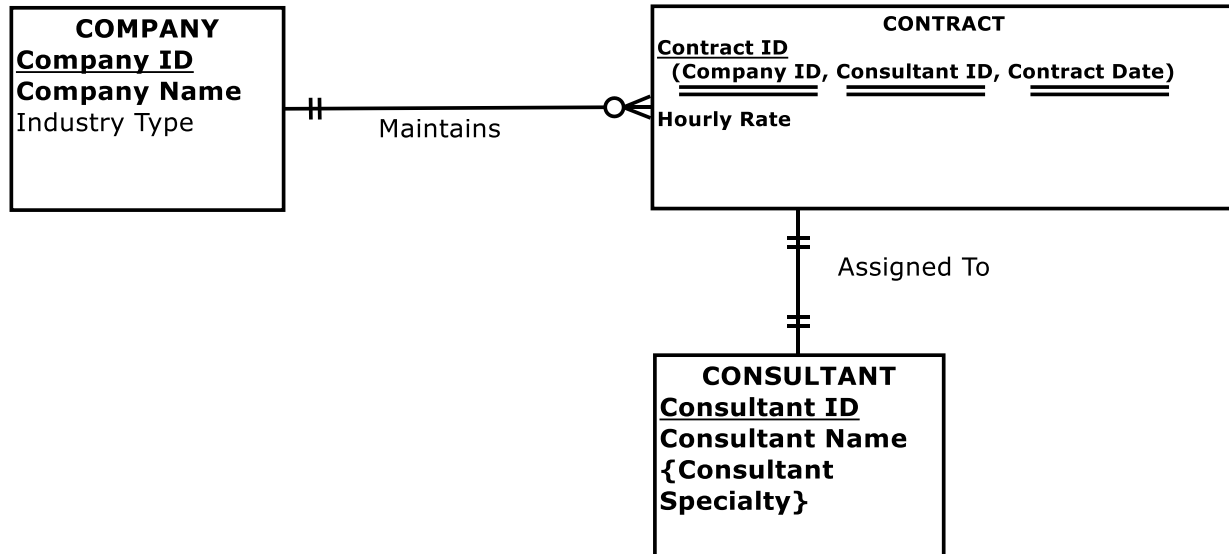 COMPANY
Company ID
Company Name
Industry Type
Maintains
CONTRACT
Contract ID
(Company ID, Consultant ID, Contract Date)
Hourly Rate
Assigned To
CONSULTANT
Consultant ID
Consultant Name
{Consultant
Specialty}